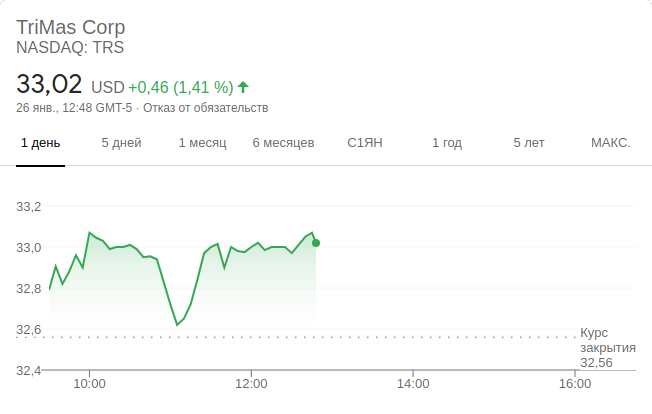 TriMas Corp
NASDAQ: TRS
33,02 USD +0,46 (1,41 %)
26 янв., 12:48 GMT-5 · Отказ от обязательств
1 день 5 дней 1 месяц 6 месяцев С1ЯН 1 год 5 лет МАКС.
33,2
33,0
32,8
32,6
Курс
закрытия
32,56
32,4
10:00 12:00 14:00 16:00